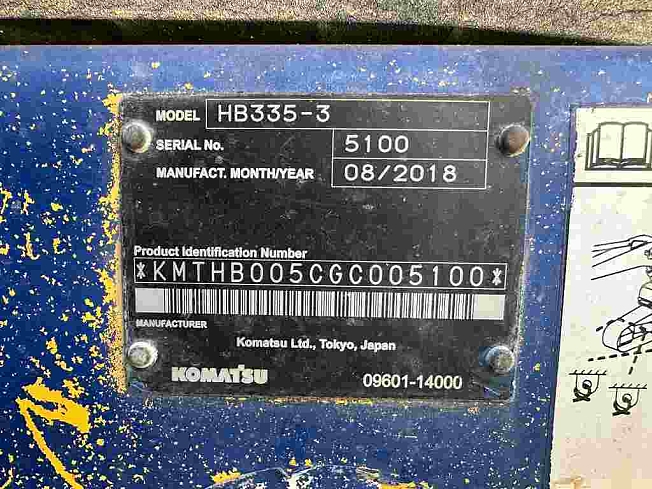 MODEL HB335-3
SERIAL No. 5100
MANUFACT. MONTH/YEAR 08/2018
Product Identification Number
*KMTHB005CGC005100*
MANUFACTURER
Komatsu Ltd., Tokyo, Japan
KOMATSU 09601-14000